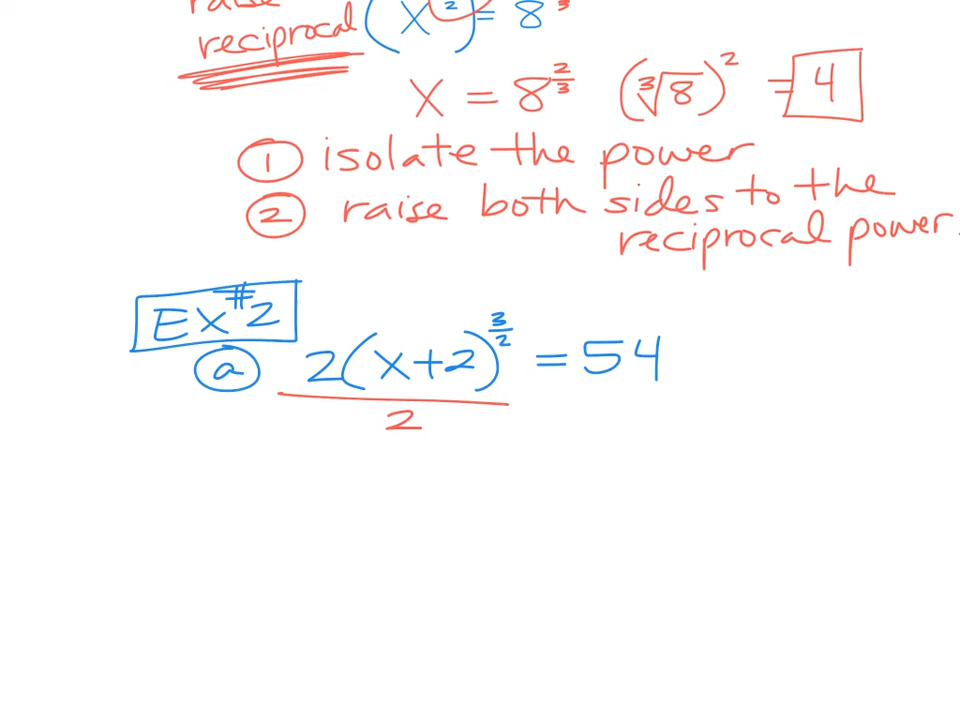 raise
reciprocal (x^2) = 8^3
x = 8^(2/3) (∛8)^2 = 4
① isolate the power
② raise both sides to the
reciprocal power.
Ex #2
ⓐ 2(x+2)^(3/2) = 54
2